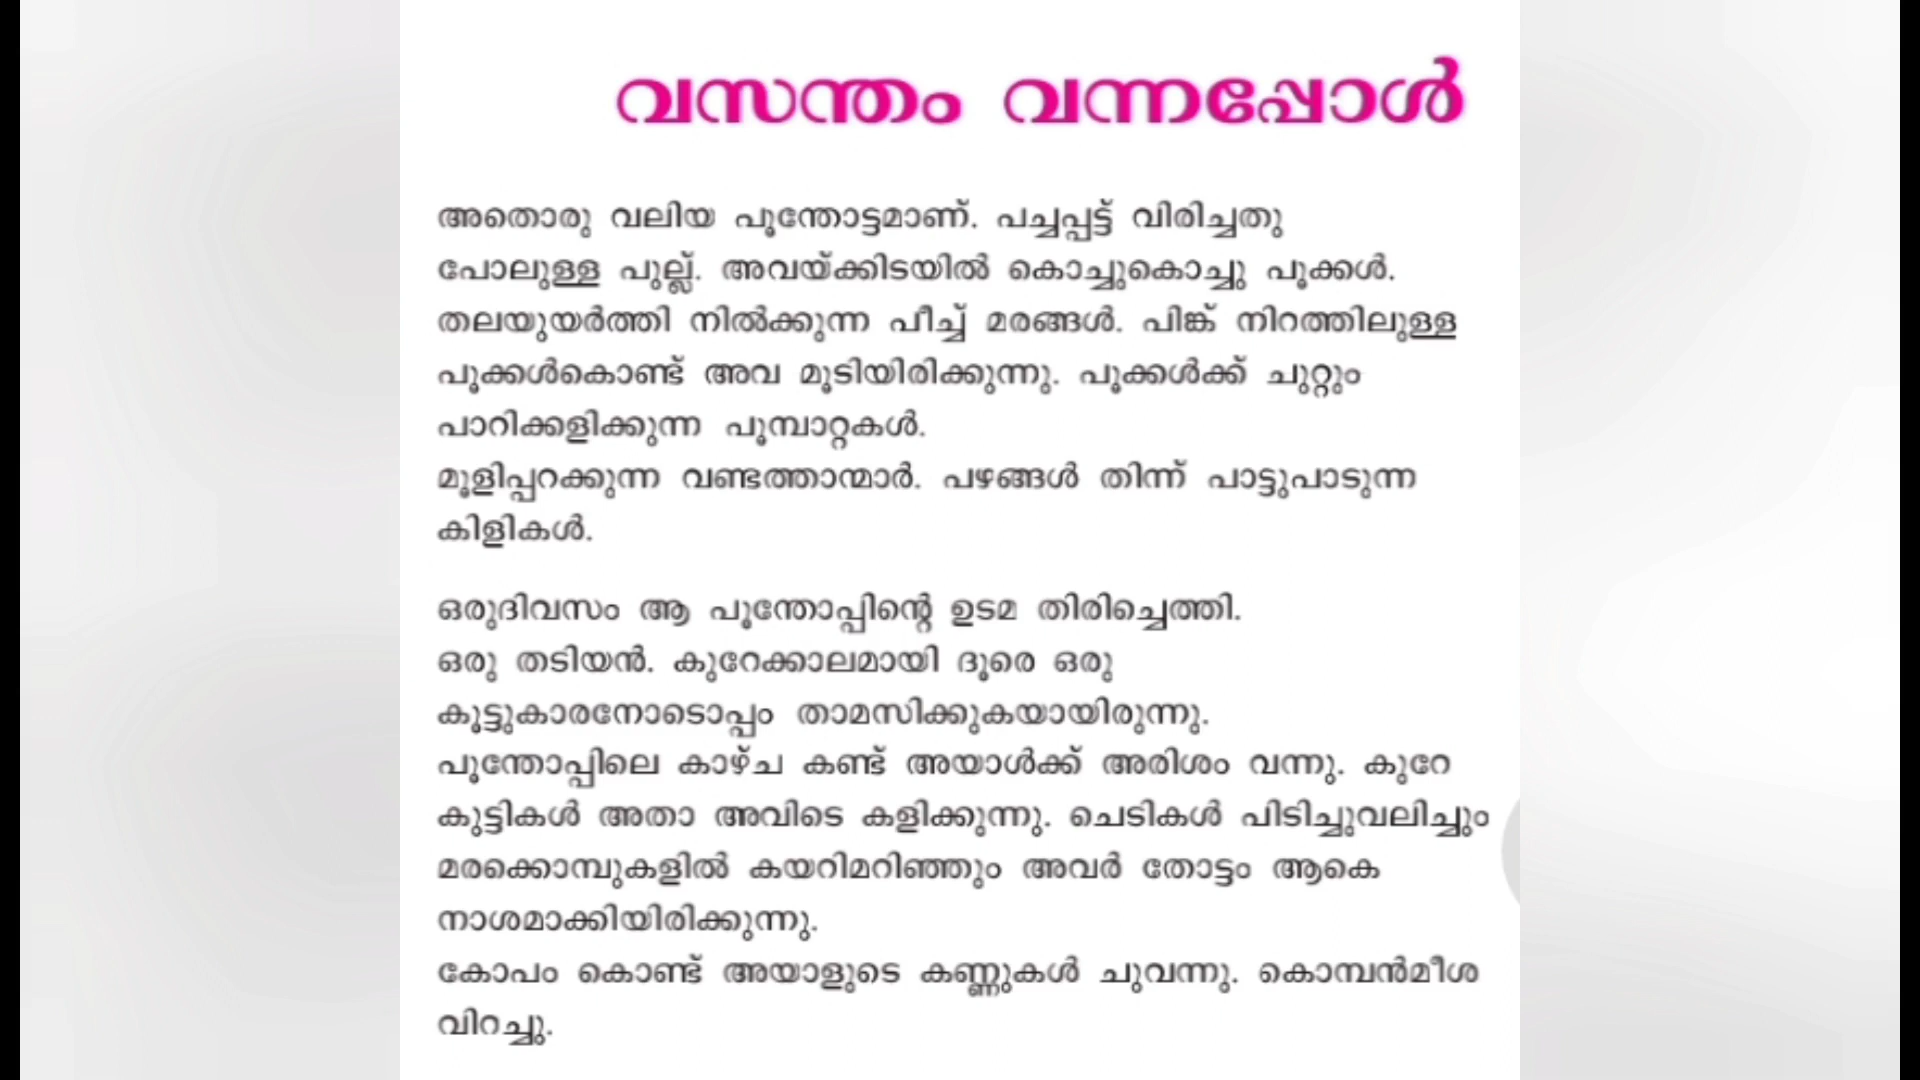 വസന്തം വന്നപ്പോൾ
അതൊരു വലിയ പൂന്തോട്ടമാണ്. പച്ചപ്പട്ട് വിരിച്ചതു
പോലുള്ള പുല്ല്. അവയ്ക്കിടയിൽ കൊച്ചുകൊച്ചു പൂക്കൾ.
തലയുയർത്തി നിൽക്കുന്ന പീച്ച് മരങ്ങൾ. പിങ്ക് നിറത്തിലുള്ള
പൂക്കൾകൊണ്ട് അവ മൂടിയിരിക്കുന്നു. പൂക്കൾക്ക് ചുറ്റും
പാറിക്കളിക്കുന്ന പൂമ്പാറ്റകൾ.
മൂളിപ്പറക്കുന്ന വണ്ടത്താന്മാർ. പഴങ്ങൾ തിന്ന് പാട്ടുപാടുന്ന
കിളികൾ.
ഒരുദിവസം ആ പൂന്തോപ്പിന്റെ ഉടമ തിരിച്ചെത്തി.
ഒരു തടിയൻ. കുറേക്കാലമായി ദൂരെ ഒരു
കൂട്ടുകാരനോടൊപ്പം താമസിക്കുകയായിരുന്നു.
പൂന്തോപ്പിലെ കാഴ്ച കണ്ട് അയാൾക്ക് അരിശം വന്നു. കുറേ
കുട്ടികൾ അതാ അവിടെ കളിക്കുന്നു. ചെടികൾ പിടിച്ചുവലിച്ചും
മരക്കൊമ്പുകളിൽ കയറിമറിഞ്ഞും അവർ തോട്ടം ആകെ
നാശമാക്കിയിരിക്കുന്നു.
കോപം കൊണ്ട് അയാളുടെ കണ്ണുകൾ ചുവന്നു. കൊമ്പൻമീശ
വിറച്ചു.